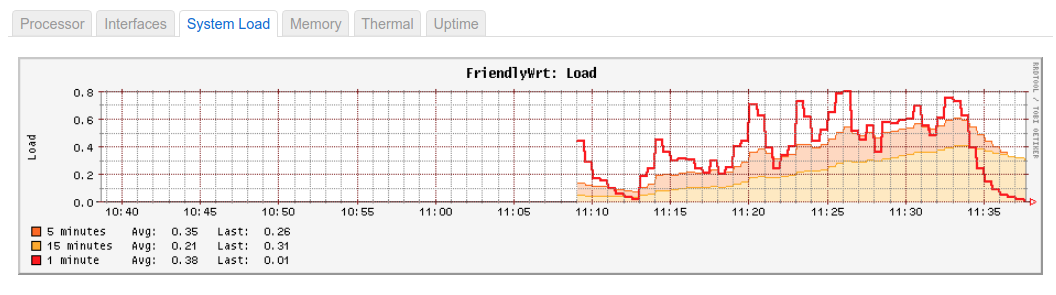 Processor Interfaces System Load Memory Thermal Uptime
FriendlyWrt: Load
RRDTOOL / TOBI OETIKER
Load
0.8
0.6
0.4
0.2
0.0
10:40 10:45 10:50 10:55 11:00 11:05 11:10 11:15 11:20 11:25 11:30 11:35
5 minutes Avg: 0.35 Last: 0.26
15 minutes Avg: 0.21 Last: 0.31
1 minute Avg: 0.38 Last: 0.01